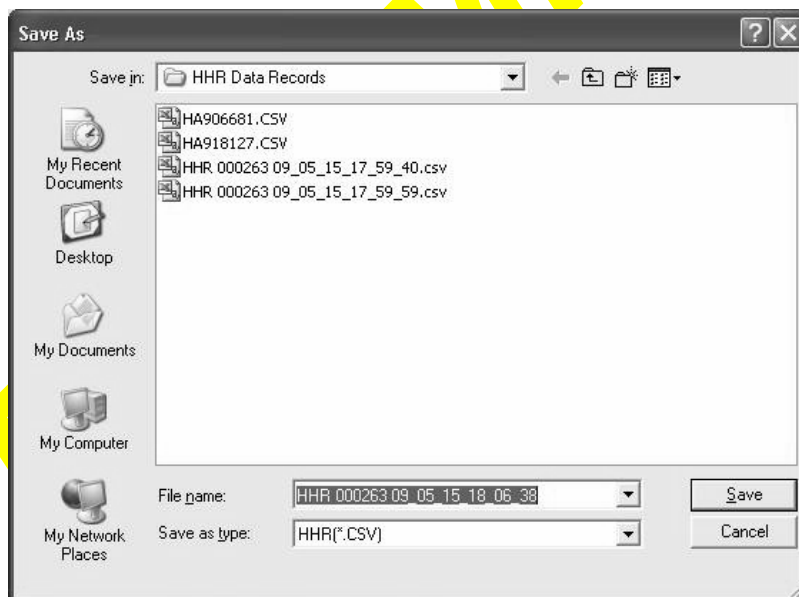 Save As
Save in: HHR Data Records
HA906681.CSV
HA918127.CSV
HHR 000263 09_05_15_17_59_40.csv
HHR 000263 09_05_15_17_59_59.csv
My Recent
Documents
Desktop
My Documents
My Computer
My Network
Places
File name: HHR 000263 09_05_15_18_06_38 Save
Save as type: HHR(*.CSV) Cancel